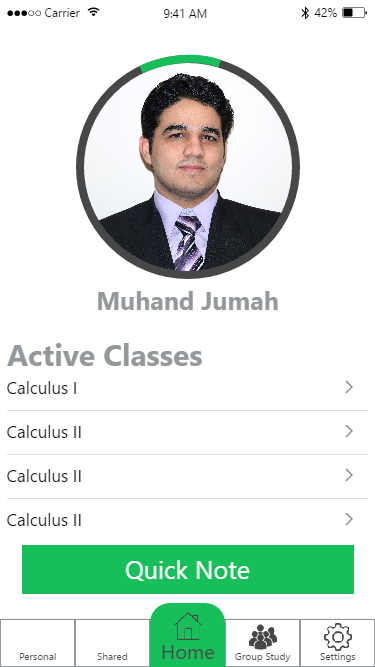 Carrier 9:41 AM 42%
Muhand Jumah
Active Classes
Calculus I
Calculus II
Calculus II
Calculus II
Quick Note
Personal Shared Home Group Study Settings